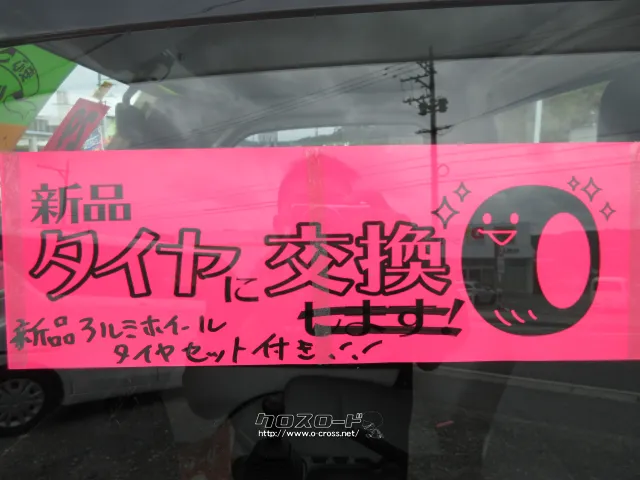 新品
タイヤに交換
します!
新品アルミホイール
タイヤセット付き!!
クロスロード
http://www.o-cross.net/